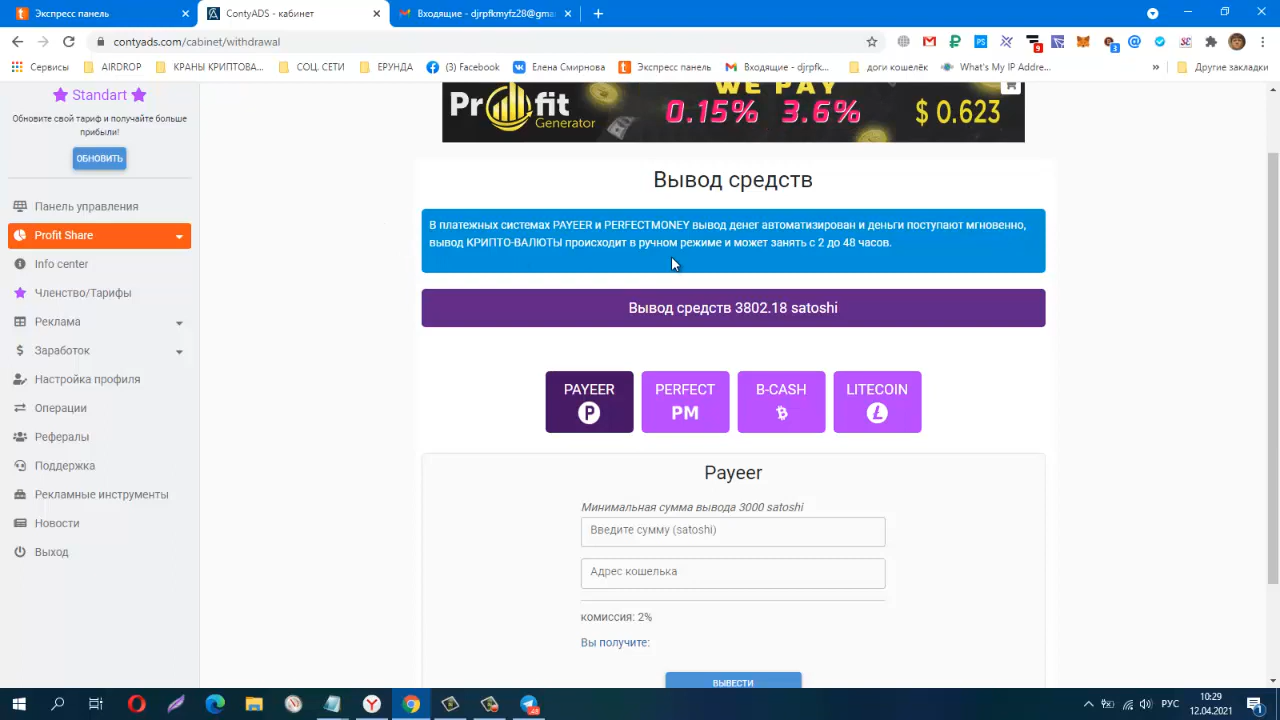 Экспресс панель
ContyADS - кабинет
Входящие - djrpfkmyfz28@gmai
contyads.com/cabinet/withdrawal
Сервисы
AIRDROP
КРАНЫ КРИПТОВА...
СОЦ. СЕТИ
ЕРУНДА
(3) Facebook
Елена Смирнова
Экспресс панель
Входящие - djrpfk...
доги кошелёк
What's My IP Addre...
Другие закладки
Standart
Обновите свой тариф и получайте больше
прибыли!
ОБНОВИТЬ
Панель управления
Profit Share
Info center
Членство/Тарифы
Реклама
Заработок
Настройка профиля
Операции
Рефералы
Поддержка
Рекламные инструменты
Новости
Выход
Profit
Generator
WE PAY
0.15% 3.6%
$ 0.623
Вывод средств
В платежных системах PAYEER и PERFECTMONEY вывод денег автоматизирован и деньги поступают мгновенно,
вывод КРИПТО-ВАЛЮТЫ происходит в ручном режиме и может занять с 2 до 48 часов.
Вывод средств 3802.18 satoshi
PAYEER
PERFECT
PM
B-CASH
LITECOIN
Payeer
Минимальная сумма вывода 3000 satoshi
Введите сумму (satoshi)
Адрес кошелька
комиссия: 2%
Вы получите:
ВЫВЕСТИ
РУС
10:29
12.04.2021